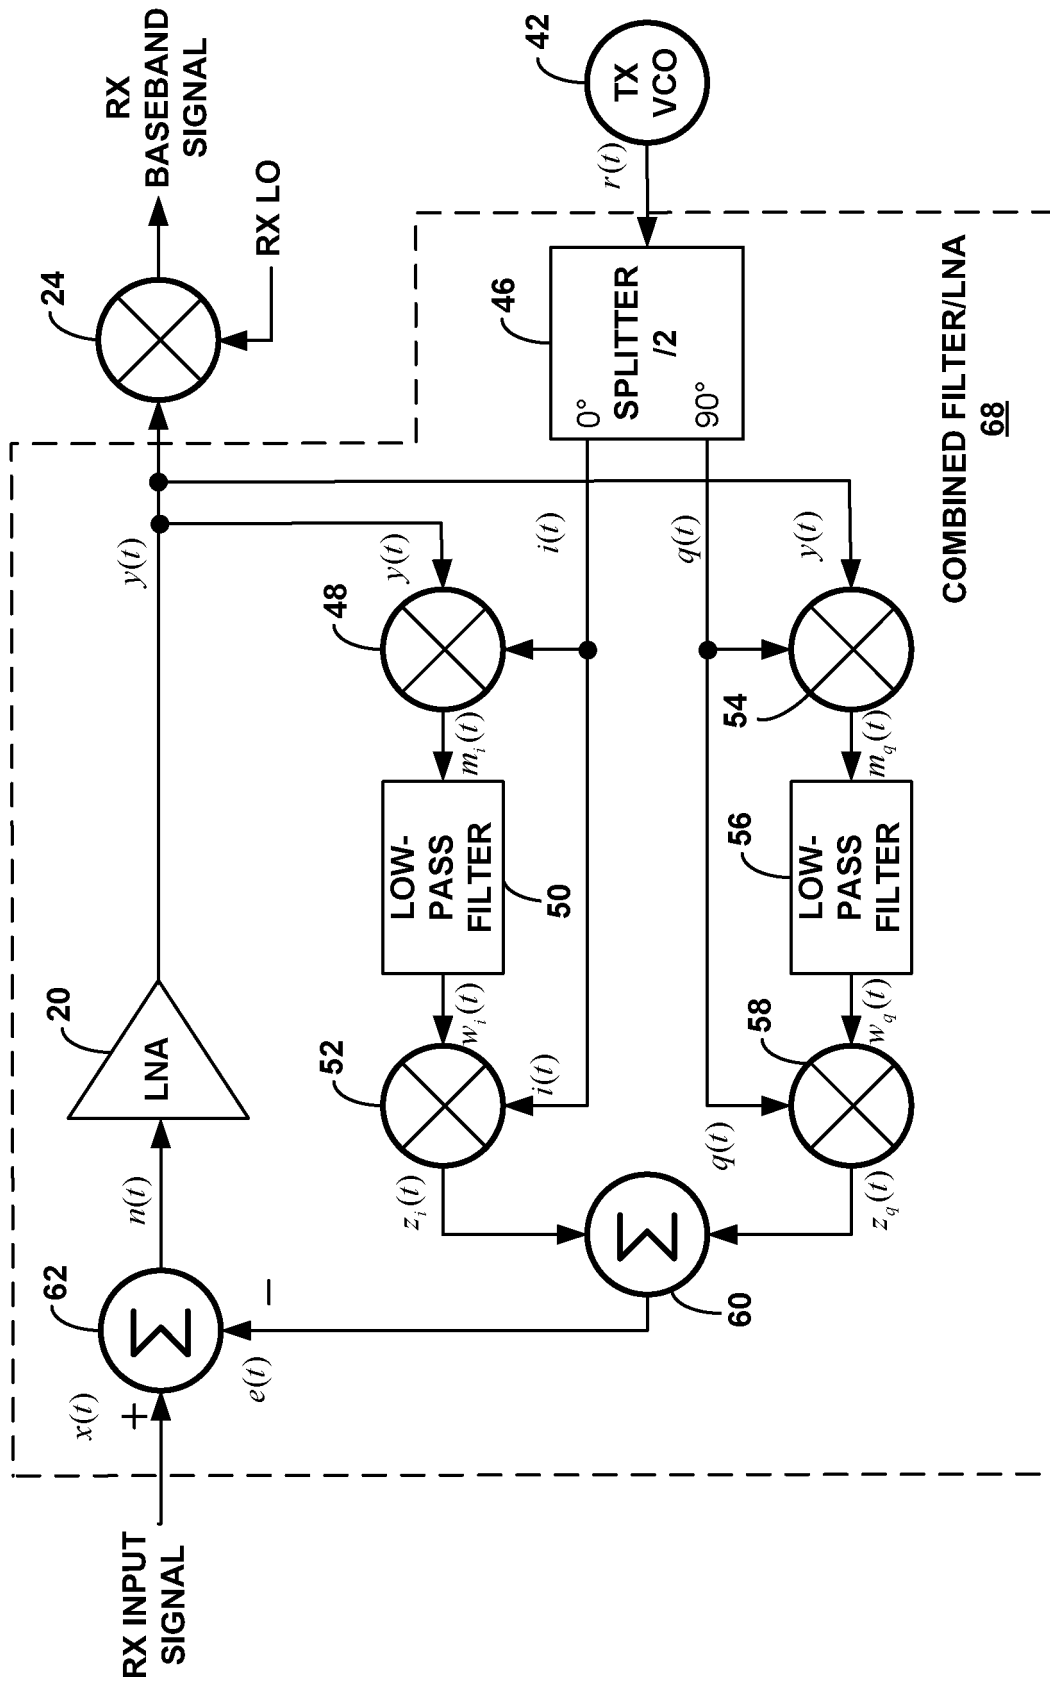 RX INPUT
SIGNAL
x(t)
+
62
Σ
n(t)
e(t)
−
20
LNA
y(t)
24
RX
BASEBAND
SIGNAL
RX LO
z_i(t)
52
w_i(t)
i(t)
LOW-
PASS
FILTER
50
m_i(t)
48
y(t)
i(t)
60
Σ
q(t)
q(t)
46
SPLITTER
/2
0°
90°
r(t)
42
TX
VCO
z_q(t)
58
w_q(t)
56
LOW-
PASS
FILTER
m_q(t)
54
y(t)
COMBINED FILTER/LNA
68